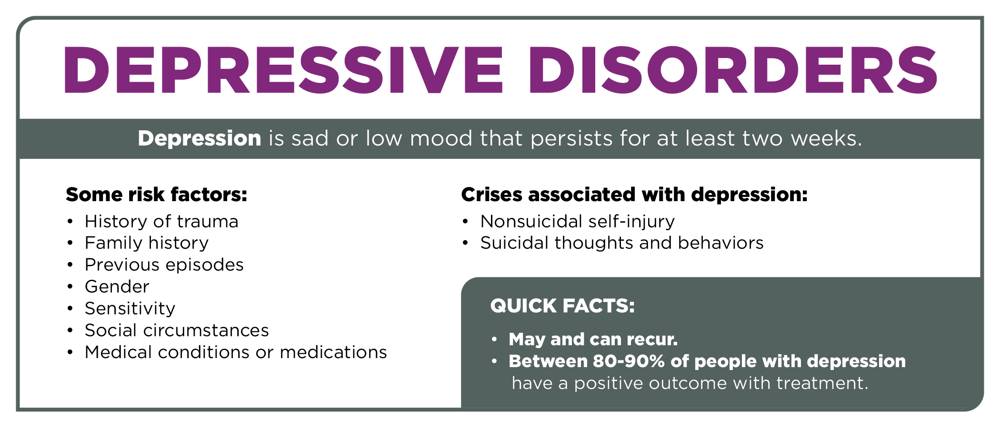 DEPRESSIVE DISORDERS
Depression is sad or low mood that persists for at least two weeks.
Some risk factors:
• History of trauma
• Family history
• Previous episodes
• Gender
• Sensitivity
• Social circumstances
• Medical conditions or medications
Crises associated with depression:
• Nonsuicidal self-injury
• Suicidal thoughts and behaviors
QUICK FACTS:
• May and can recur.
• Between 80-90% of people with depression
have a positive outcome with treatment.